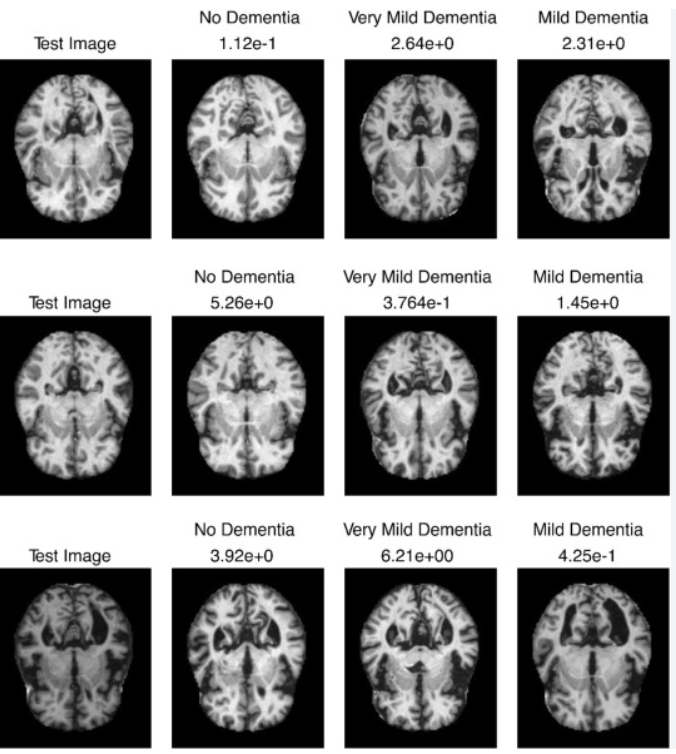 No Dementia Very Mild Dementia Mild Dementia
Test Image 1.12e-1 2.64e+0 2.31e+0
No Dementia Very Mild Dementia Mild Dementia
Test Image 5.26e+0 3.764e-1 1.45e+0
No Dementia Very Mild Dementia Mild Dementia
Test Image 3.92e+0 6.21e+00 4.25e-1